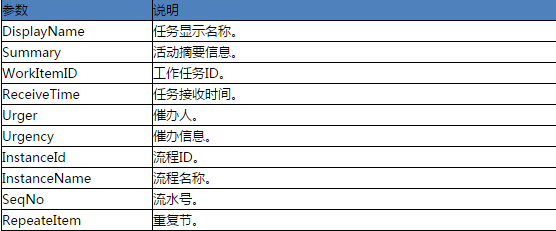 参数 说明
DisplayName 任务显示名称。
Summary 活动摘要信息。
WorkItemID 工作任务ID。
ReceiveTime 任务接收时间。
Urger 催办人。
Urgency 催办信息。
InstanceId 流程ID。
InstanceName 流程名称。
SeqNo 流水号。
RepeateItem 重复节。